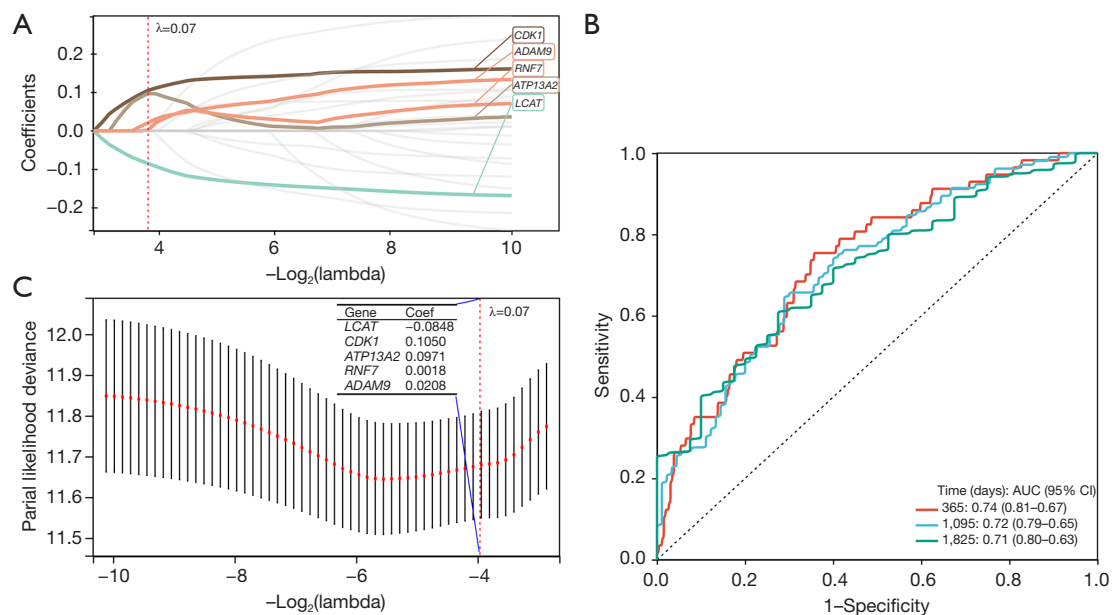 A
λ=0.07
CDK1
ADAM9
RNF7
ATP13A2
LCAT
0.2
0.1
0.0
−0.1
−0.2
Coefficients
4 6 8 10
−Log2(lambda)
B
1.0
0.8
0.6
0.4
0.2
0.0
Sensitivity
Time (days): AUC (95% CI)
365: 0.74 (0.81–0.67)
1,095: 0.72 (0.79–0.65)
1,825: 0.71 (0.80–0.63)
0.0 0.2 0.4 0.6 0.8 1.0
1–Specificity
C
λ=0.07
Gene Coef
LCAT −0.0848
CDK1 0.1050
ATP13A2 0.0971
RNF7 0.0018
ADAM9 0.0208
12.0
11.9
11.8
11.7
11.6
11.5
Parial likelihood deviance
−10 −8 −6 −4
−Log2(lambda)